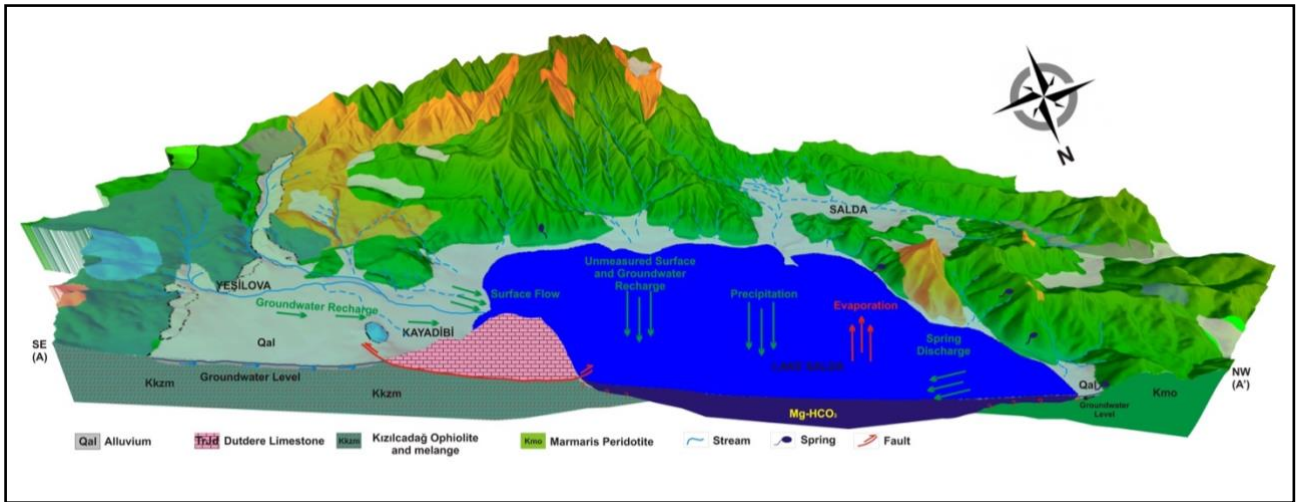 N
SALDA
Unmeasured Surface
and Groundwater
Recharge
YEŞİLOVA
Groundwater Recharge
Surface Flow
Precipitation
Evaporation
KAYADİBİ
Spring
Discharge
SE
(A)
Qal
LAKE SALDA
NW
(A')
Kkzm
Groundwater Level
Kkzm
Qal
Groundwater
Level
Kmo
Mg-HCO₃
Qal Alluvium
TrJd Dutdere Limestone
Kkzm Kızılcadağ Ophiolite
and melange
Kmo Marmaris Peridotite
Stream
Spring
Fault